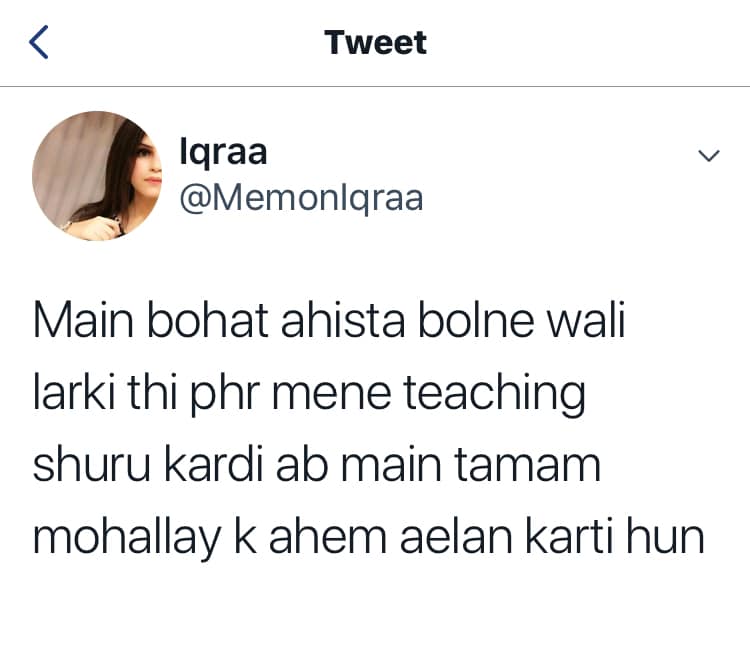 Tweet
Iqraa
@MemonIqraa
Main bohat ahista bolne wali
larki thi phr mene teaching
shuru kardi ab main tamam
mohallay k ahem aelan karti hun